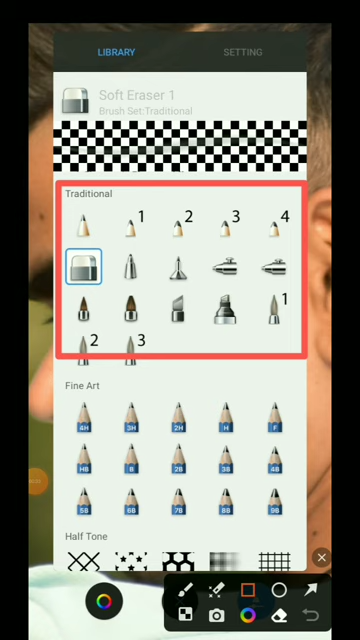 LIBRARY SETTING
Soft Eraser 1
Brush Set:Traditional
Traditional
1 2 3 4
1
2 3
Fine Art
4H 3H 2H H F
HB B 2B 3B 4B
5B 6B 7B 8B 9B
Half Tone